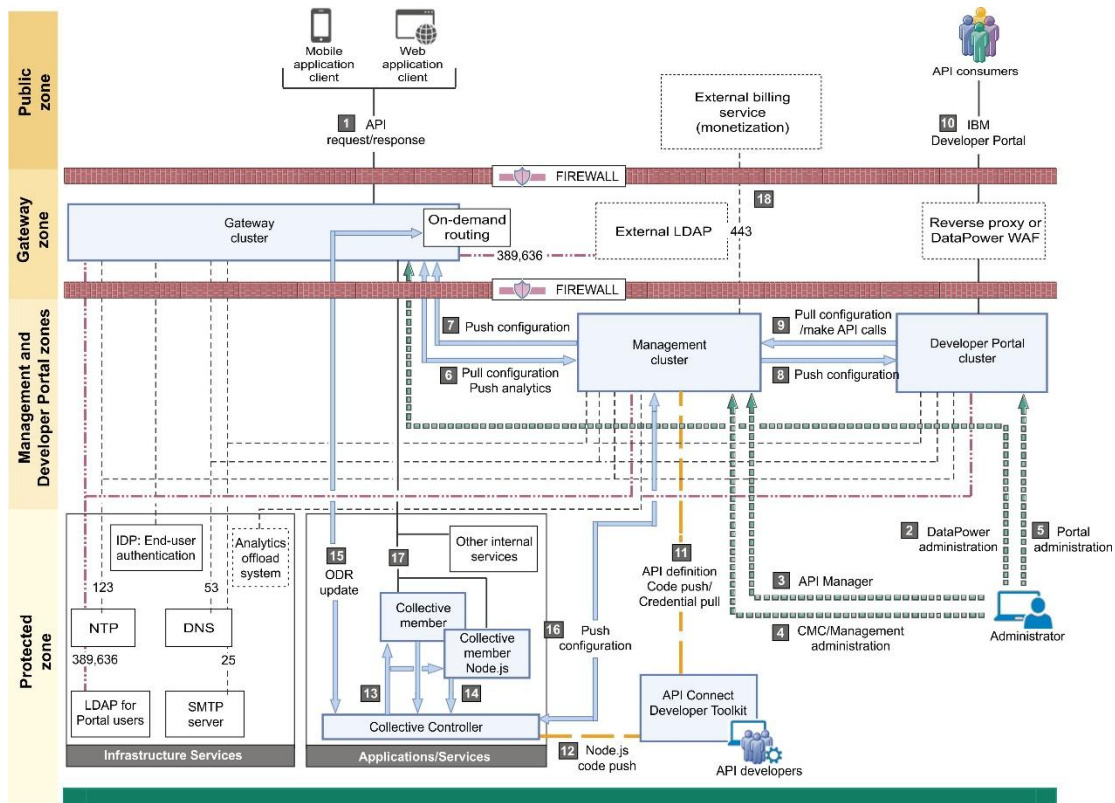 Public
zone
Gateway
zone
Management and
Developer Portal zones
Protected
zone
Mobile
application
client
Web
application
client
1 API
request/response
External billing
service
(monetization)
API consumers
10 IBM
Developer Portal
FIREWALL
18
Gateway
cluster
On-demand
routing
389,636
External LDAP
443
Reverse proxy or
DataPower WAF
FIREWALL
7 Push configuration
6 Pull configuration
Push analytics
Management
cluster
9 Pull configuration
/make API calls
8 Push configuration
Developer Portal
cluster
IDP: End-user
authentication
Analytics
offload
system
123
53
NTP
DNS
389,636
25
LDAP for
Portal users
SMTP
server
Infrastructure Services
15
ODR
update
17
Other internal
services
Collective
member
Collective
member
Node.js
13
14
Collective Controller
Applications/Services
16 Push
configuration
11
API definition
Code push/
Credential pull
2 DataPower
administration
5 Portal
administration
3 API Manager
4 CMC/Management
administration
Administrator
API Connect
Developer Toolkit
12 Node.js
code push
API developers